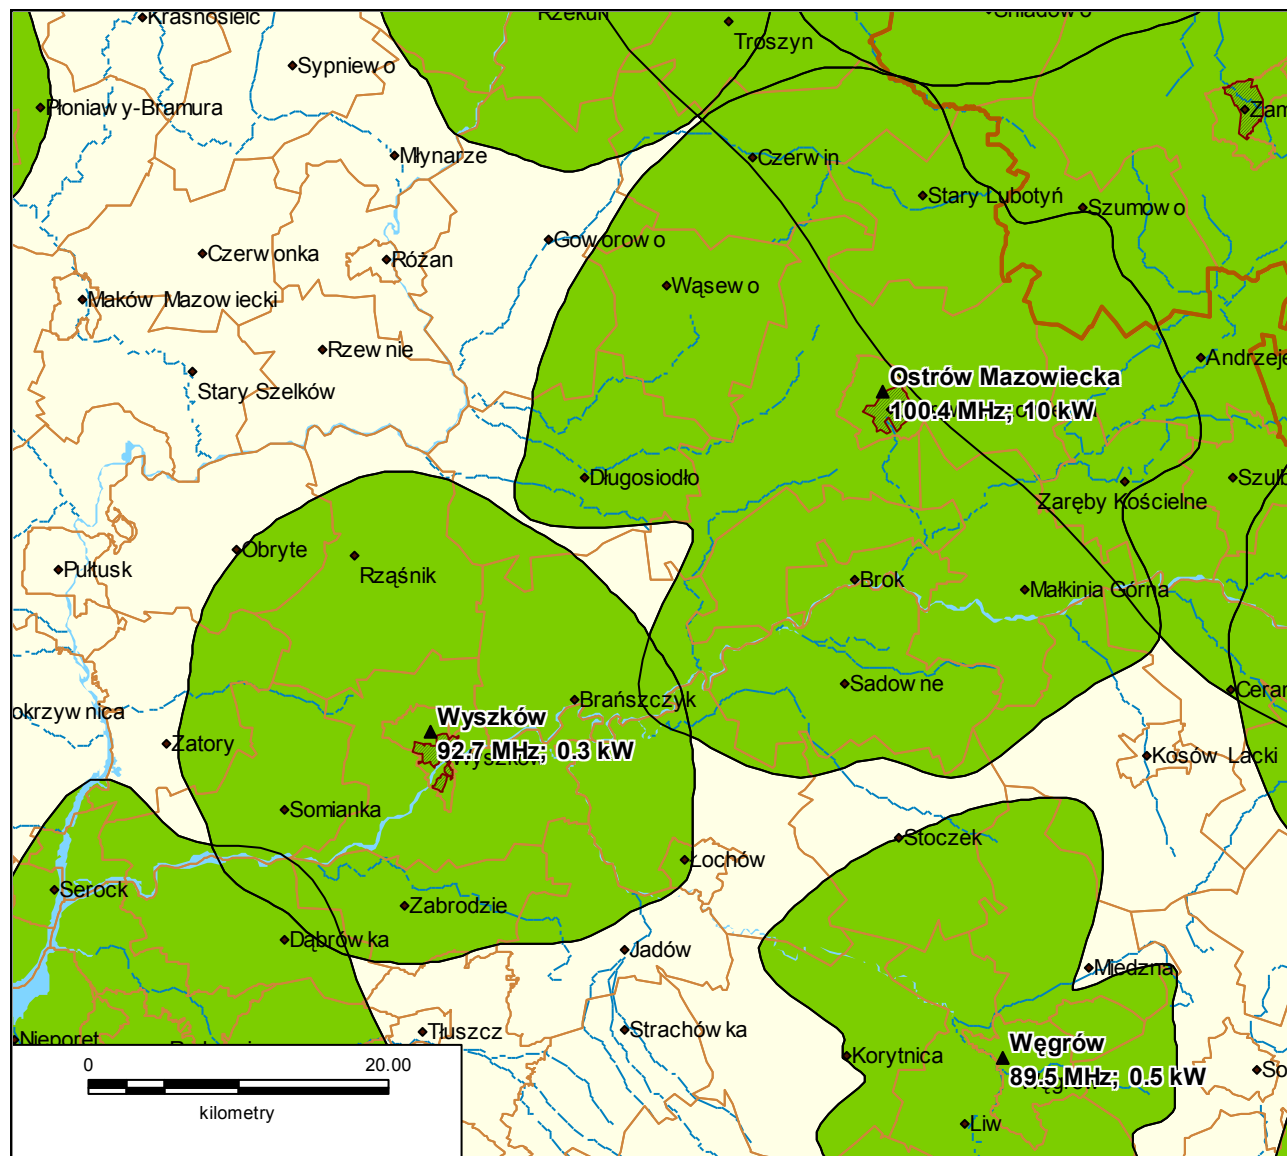 Krasnosielc
Troszyn
Sypniewo
Płoniawy-Bramura
Młynarze
Czerwin
Stary Lubotyń
Szumowo
Goworowo
Czerwonka
Różan
Wąsewo
Maków Mazowiecki
Rzewnie
Stary Szelków
Ostrów Mazowiecka
100.4 MHz; 10 kW
Długosiodło
Zaręby Kościelne
Obryte
Rząśnik
Pułtusk
Brok
Małkinia Górna
Sadowne
Brańszczyk
okrzywnica
Zatory
Wyszków
92.7 MHz; 0.3 kW
Kosów Lacki
Somianka
Stoczek
Łochów
Serock
Zabrodzie
Dąbrówka
Jadów
Miedzna
Strachówka
Tłuszcz
Nieporęt
Korytnica
Węgrów
89.5 MHz; 0.5 kW
Liw
0 20.00
kilometry